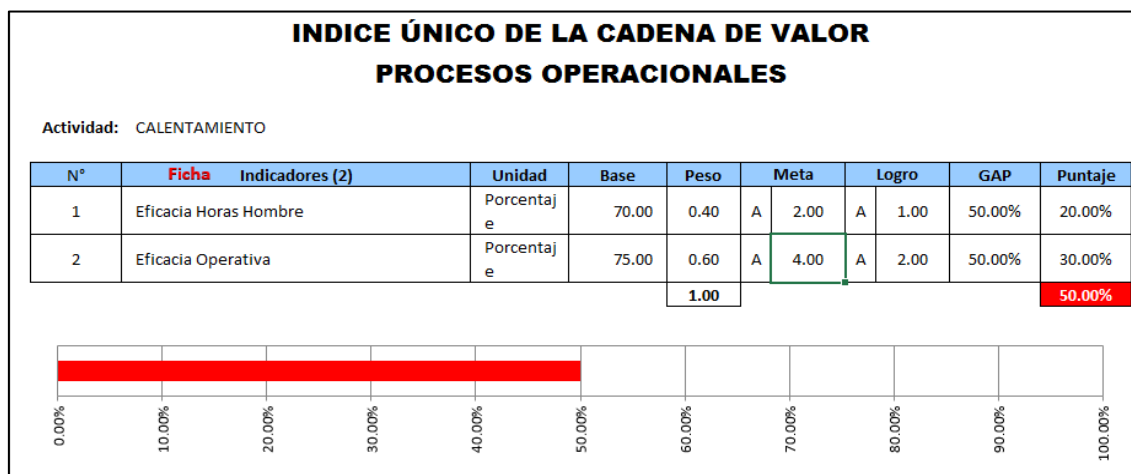 INDICE ÚNICO DE LA CADENA DE VALOR
PROCESOS OPERACIONALES
Actividad: CALENTAMIENTO
N° Ficha Indicadores (2) Unidad Base Peso Meta Logro GAP Puntaje
1 Eficacia Horas Hombre Porcentaj
e 70.00 0.40 A 2.00 A 1.00 50.00% 20.00%
2 Eficacia Operativa Porcentaj
e 75.00 0.60 A 4.00 A 2.00 50.00% 30.00%
1.00 50.00%
0.00% 10.00% 20.00% 30.00% 40.00% 50.00% 60.00% 70.00% 80.00% 90.00% 100.00%